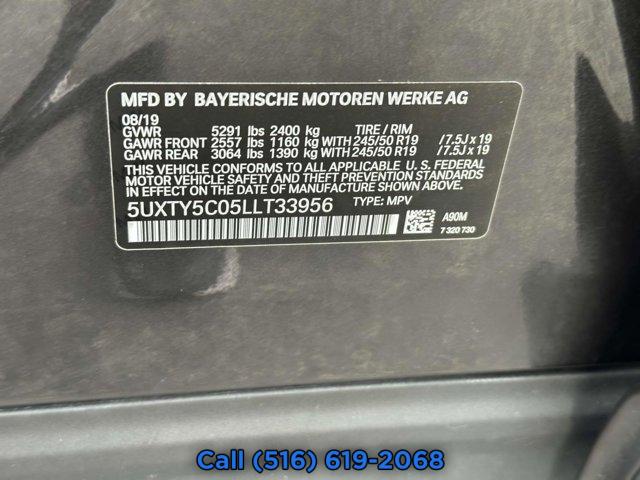 MFD BY BAYERISCHE MOTOREN WERKE AG
08/19
GVWR 5291 lbs 2400 kg TIRE / RIM
GAWR FRONT 2557 lbs 1160 kg WITH 245/50 R19 / 7.5J x 19
GAWR REAR 3064 lbs 1390 kg WITH 245/50 R19 / 7.5J x 19
THIS VEHICLE CONFORMS TO ALL APPLICABLE U. S. FEDERAL
MOTOR VEHICLE SAFETY, BUMPER, AND THEFT PREVENTION STANDARDS
IN EFFECT ON THE DATE OF MANUFACTURE SHOWN ABOVE.
5UXTY5C05LLT33956 TYPE: MPV
A90M
7 320 730
Call (516) 619-2068